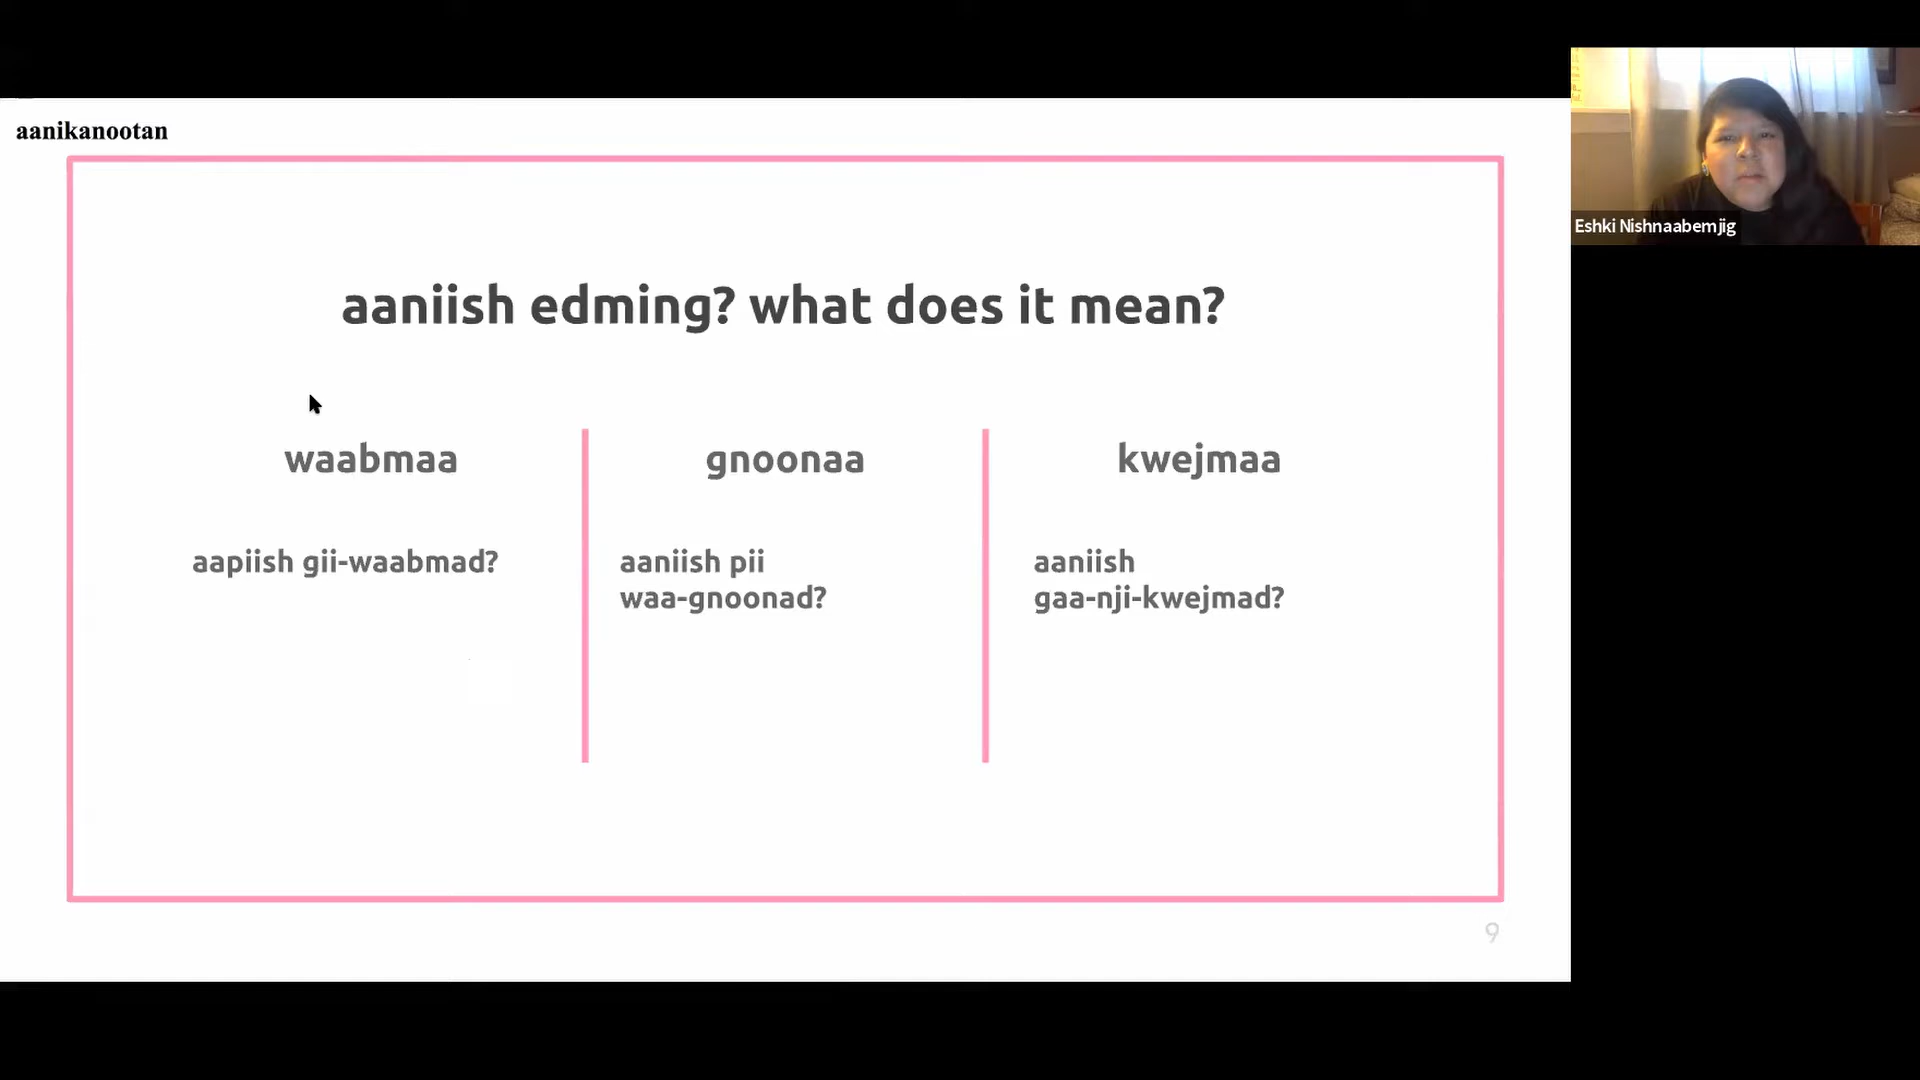 aanikanootan
aaniish edming? what does it mean?
waabmaa
aapiish gii-waabmad?
gnoonaa
aaniish pii
waa-gnoonad?
kwejmaa
aaniish
gaa-nji-kwejmad?
9
Eshki Nishnaabemjig